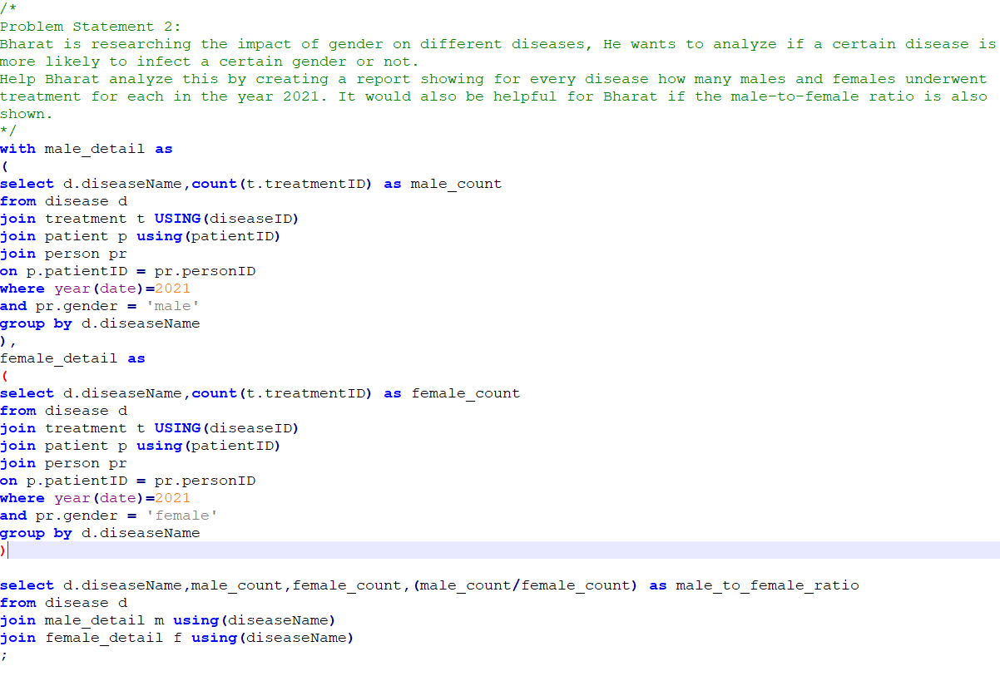 /*
Problem Statement 2:
Bharat is researching the impact of gender on different diseases, He wants to analyze if a certain disease is
more likely to infect a certain gender or not.
Help Bharat analyze this by creating a report showing for every disease how many males and females underwent
treatment for each in the year 2021. It would also be helpful for Bharat if the male-to-female ratio is also
shown.
*/
with male_detail as
(
select d.diseaseName,count(t.treatmentID) as male_count
from disease d
join treatment t USING(diseaseID)
join patient p using(patientID)
join person pr
on p.patientID = pr.personID
where year(date)=2021
and pr.gender = 'male'
group by d.diseaseName
),
female_detail as
(
select d.diseaseName,count(t.treatmentID) as female_count
from disease d
join treatment t USING(diseaseID)
join patient p using(patientID)
join person pr
on p.patientID = pr.personID
where year(date)=2021
and pr.gender = 'female'
group by d.diseaseName
)
select d.diseaseName,male_count,female_count,(male_count/female_count) as male_to_female_ratio
from disease d
join male_detail m using(diseaseName)
join female_detail f using(diseaseName)
;